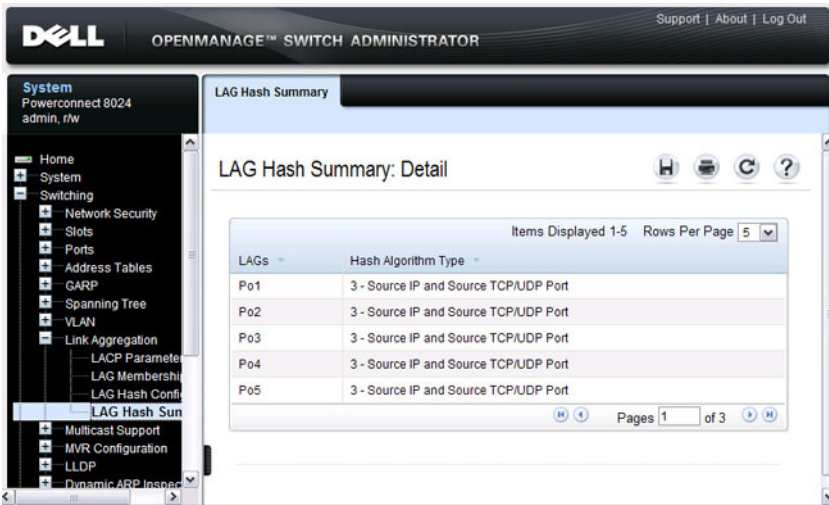 Support | About | Log Out
DELL
OPENMANAGE™ SWITCH ADMINISTRATOR
System
Powerconnect 8024
admin, r/w
Home
System
Switching
Network Security
Slots
Ports
Address Tables
GARP
Spanning Tree
VLAN
Link Aggregation
LACP Parameter
LAG Membershi
LAG Hash Confi
LAG Hash Sum
Multicast Support
MVR Configuration
LLDP
Dynamic ARP Inspec
LAG Hash Summary
LAG Hash Summary: Detail
Items Displayed 1-5 Rows Per Page 5
LAGs Hash Algorithm Type
Po1 3 - Source IP and Source TCP/UDP Port
Po2 3 - Source IP and Source TCP/UDP Port
Po3 3 - Source IP and Source TCP/UDP Port
Po4 3 - Source IP and Source TCP/UDP Port
Po5 3 - Source IP and Source TCP/UDP Port
Pages 1 of 3